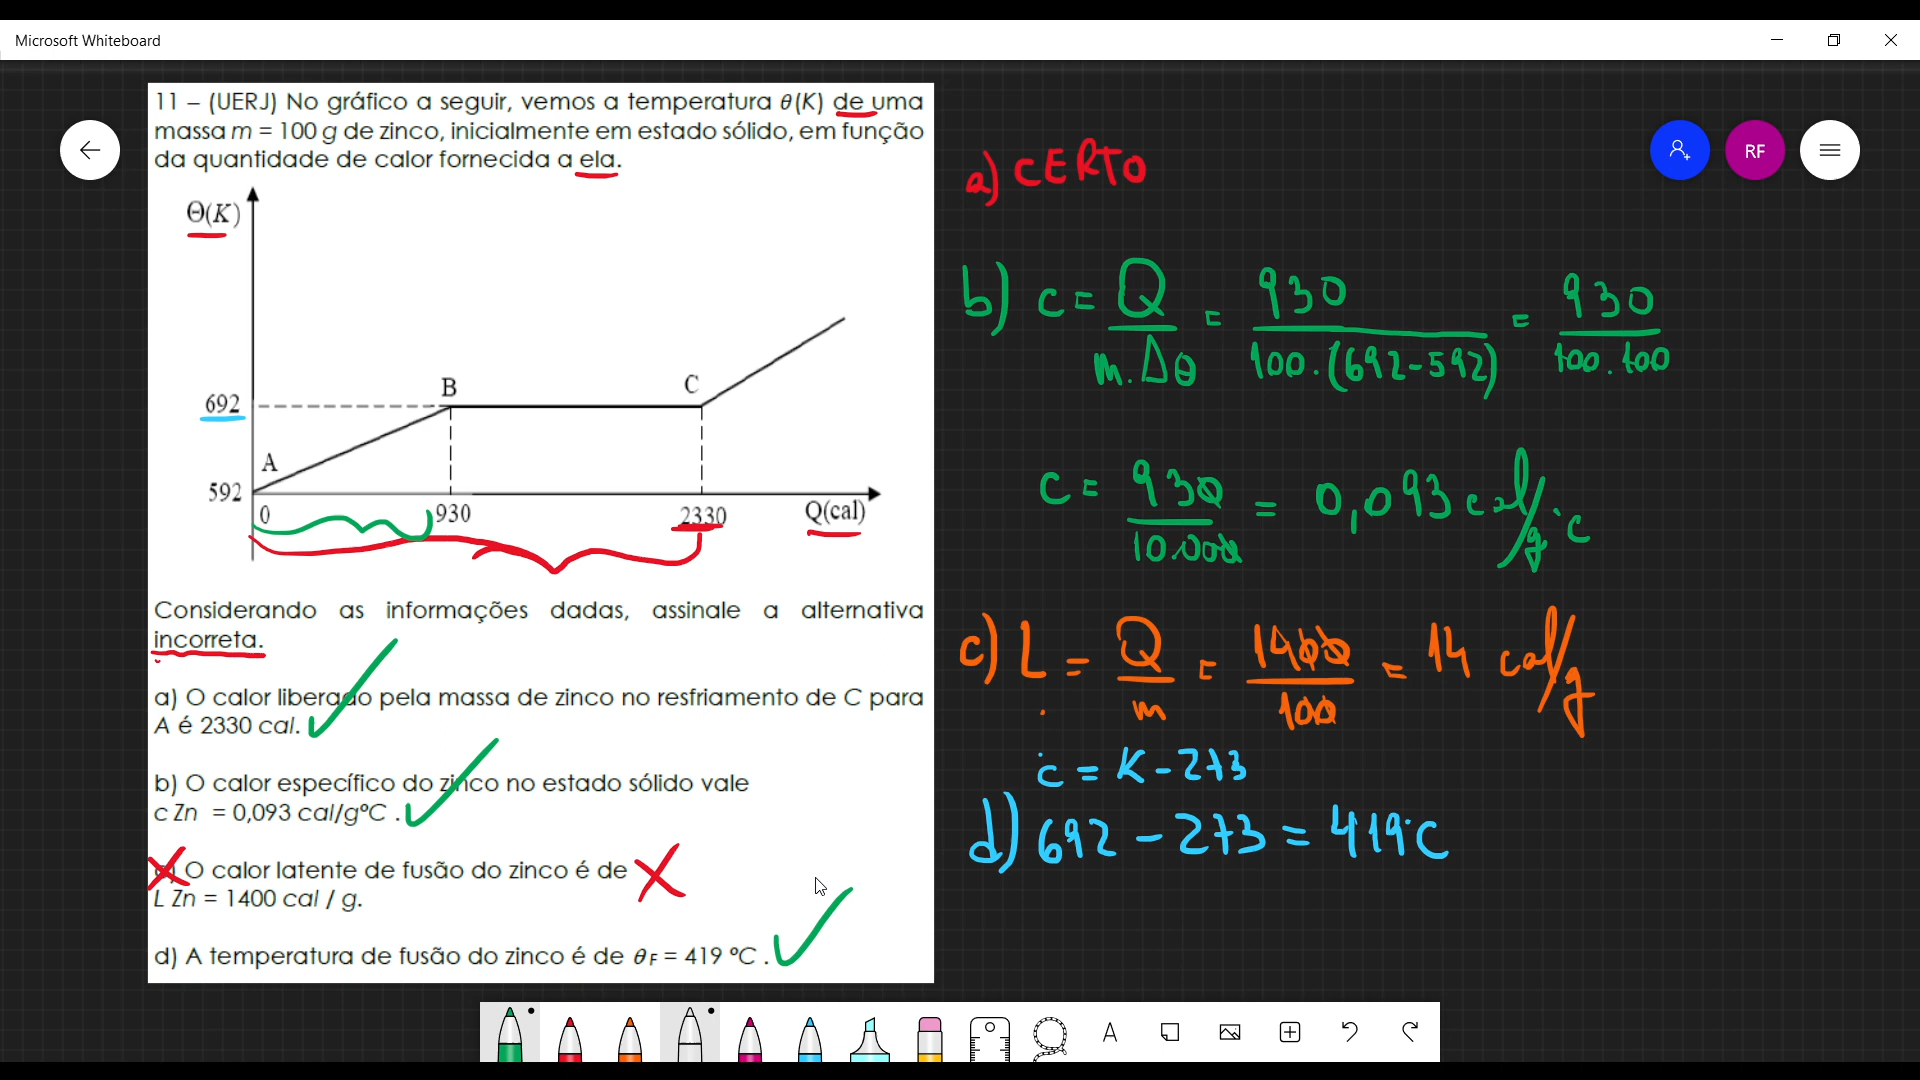 Microsoft Whiteboard
11 – (UERJ) No gráfico a seguir, vemos a temperatura θ(K) de uma
massa m = 100 g de zinco, inicialmente em estado sólido, em função
da quantidade de calor fornecida a ela.
Θ(K)
692
B
C
A
592
0
930
2330
Q(cal)
Considerando as informações dadas, assinale a alternativa
incorreta.
a) O calor liberado pela massa de zinco no resfriamento de C para
A é 2330 cal.
b) O calor específico do zinco no estado sólido vale
c Zn = 0,093 cal/gºC .
c) O calor latente de fusão do zinco é de
L Zn = 1400 cal / g.
d) A temperatura de fusão do zinco é de θF = 419 ºC .
a) CERTO
b) c = Q / m.Δθ = 930 / 100.(692-592) = 930 / 100.100
c = 930 / 10.000 = 0,093 cal/g°C
c) L = Q / m = 1400 / 100 = 14 cal/g
°C = K - 273
d) 692 - 273 = 419°C
RF
A